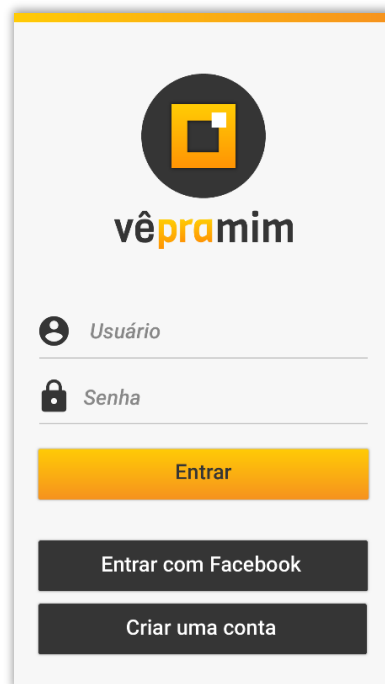 vêpramim
Usuário
Senha
Entrar
Entrar com Facebook
Criar uma conta